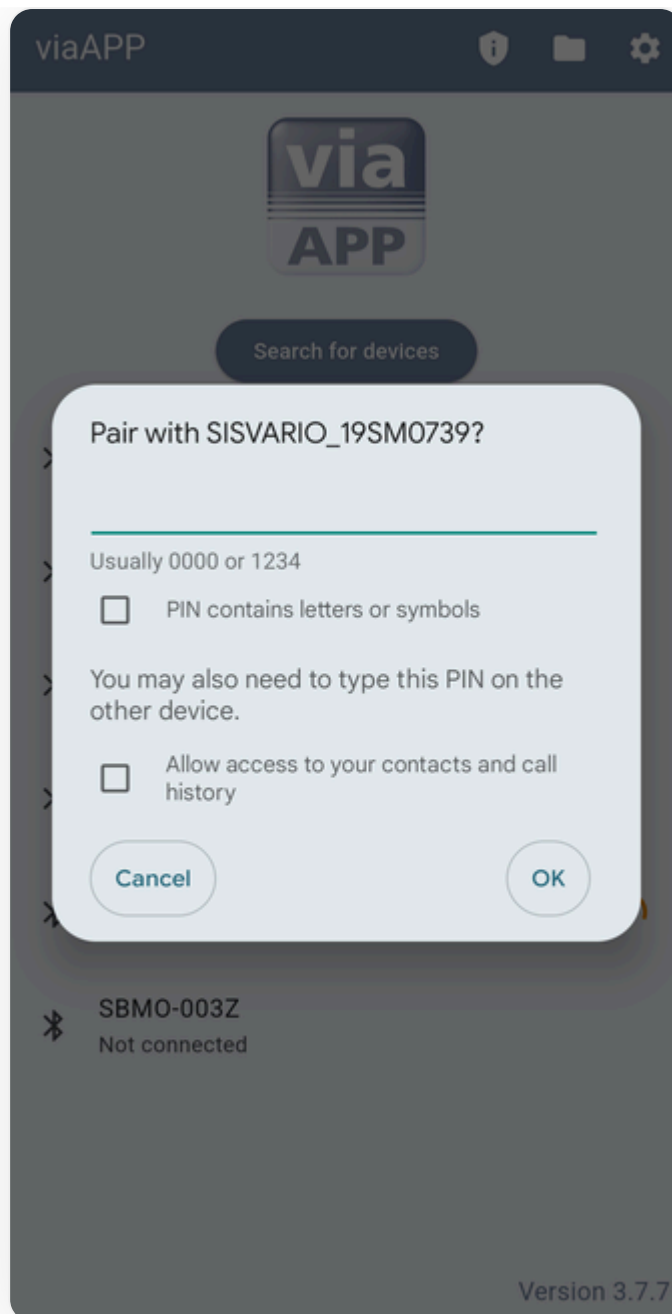 viaAPP
via
APP
Search for devices
Pair with SISVARIO_19SM0739?
Usually 0000 or 1234
PIN contains letters or symbols
You may also need to type this PIN on the
other device.
Allow access to your contacts and call
history
Cancel
OK
SBMO-003Z
Not connected
Version 3.7.7